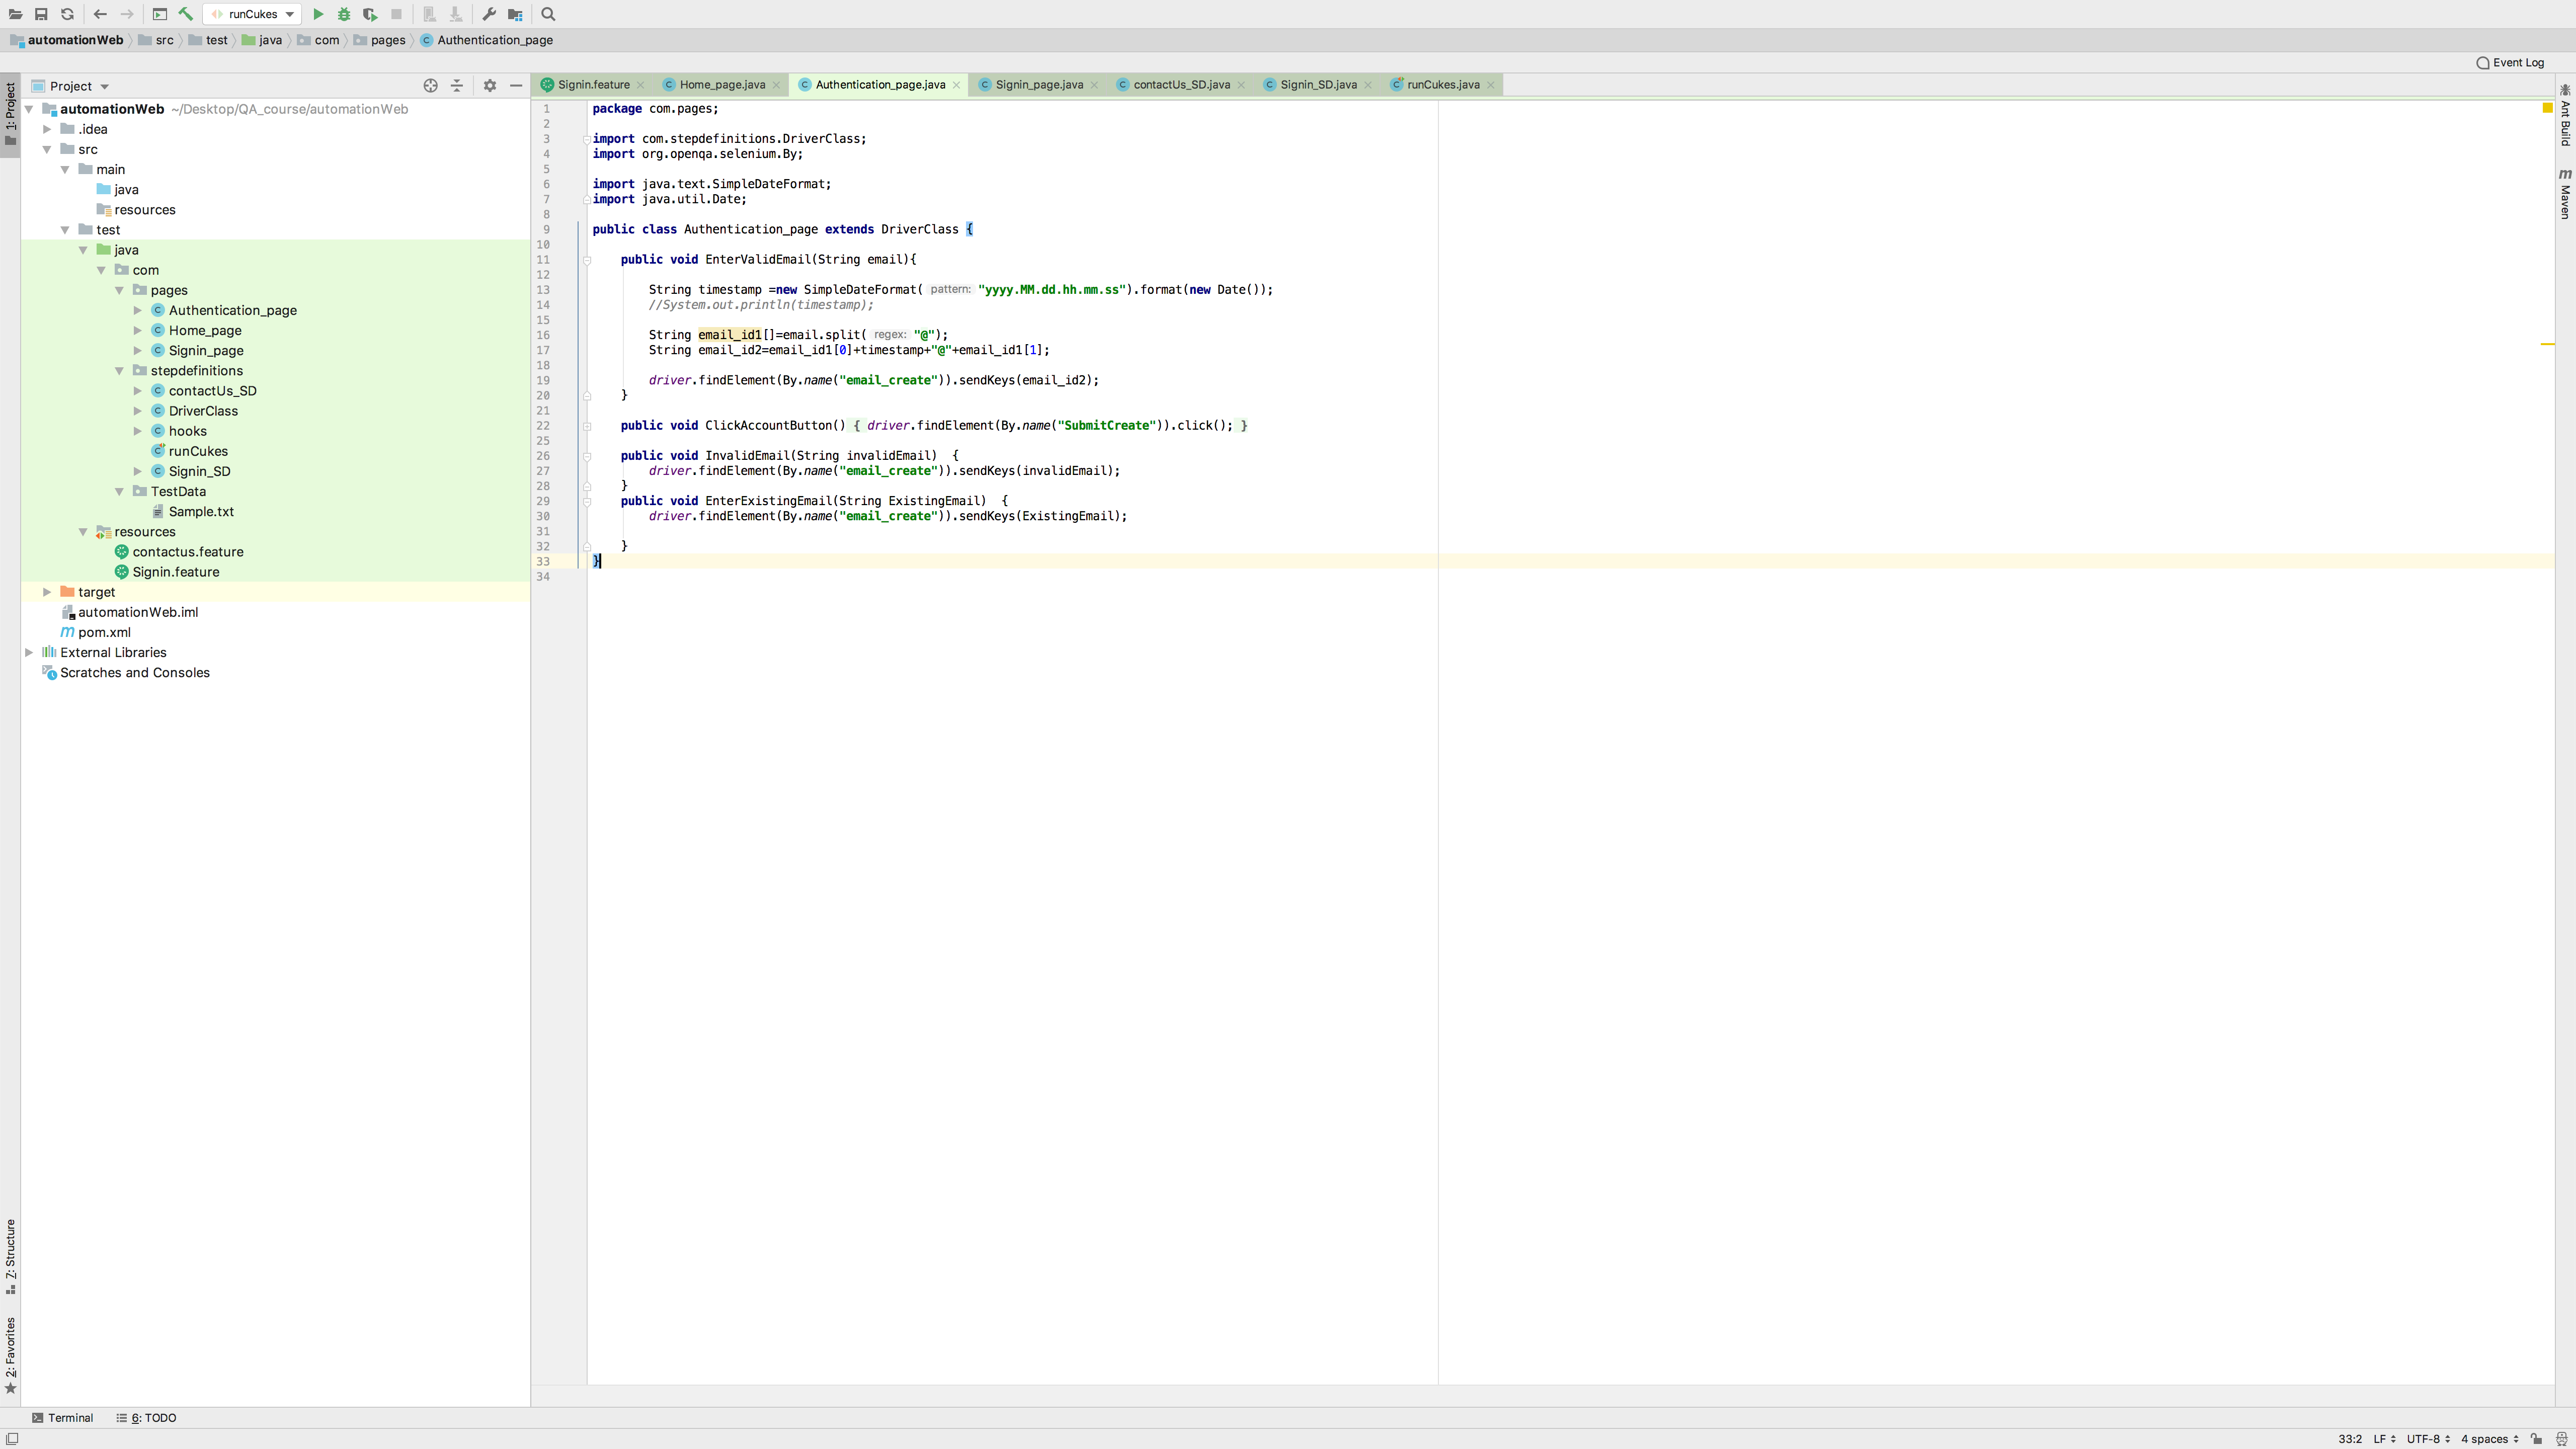 runCukes
automationWeb src test java com pages Authentication_page
Event Log
1: Project
Project
Signin.feature Home_page.java Authentication_page.java Signin_page.java contactUs_SD.java Signin_SD.java runCukes.java
automationWeb ~/Desktop/QA_course/automationWeb
.idea
src
main
java
resources
test
java
com
pages
Authentication_page
Home_page
Signin_page
stepdefinitions
contactUs_SD
DriverClass
hooks
runCukes
Signin_SD
TestData
Sample.txt
resources
contactus.feature
Signin.feature
target
automationWeb.iml
pom.xml
External Libraries
Scratches and Consoles
1 package com.pages;
2
3 import com.stepdefinitions.DriverClass;
4 import org.openqa.selenium.By;
5
6 import java.text.SimpleDateFormat;
7 import java.util.Date;
8
9 public class Authentication_page extends DriverClass {
10
11 public void EnterValidEmail(String email){
12
13 String timestamp =new SimpleDateFormat( pattern: "yyyy.MM.dd.hh.mm.ss").format(new Date());
14 //System.out.println(timestamp);
15
16 String email_id1[]=email.split( regex: "@");
17 String email_id2=email_id1[0]+timestamp+"@"+email_id1[1];
18
19 driver.findElement(By.name("email_create")).sendKeys(email_id2);
20 }
21
22 public void ClickAccountButton() { driver.findElement(By.name("SubmitCreate")).click(); }
25
26 public void InvalidEmail(String invalidEmail) {
27 driver.findElement(By.name("email_create")).sendKeys(invalidEmail);
28 }
29 public void EnterExistingEmail(String ExistingEmail) {
30 driver.findElement(By.name("email_create")).sendKeys(ExistingEmail);
31
32 }
33 }
34
Ant Build
m Maven
Z: Structure
2: Favorites
Terminal 6: TODO
33:2 LF UTF-8 4 spaces